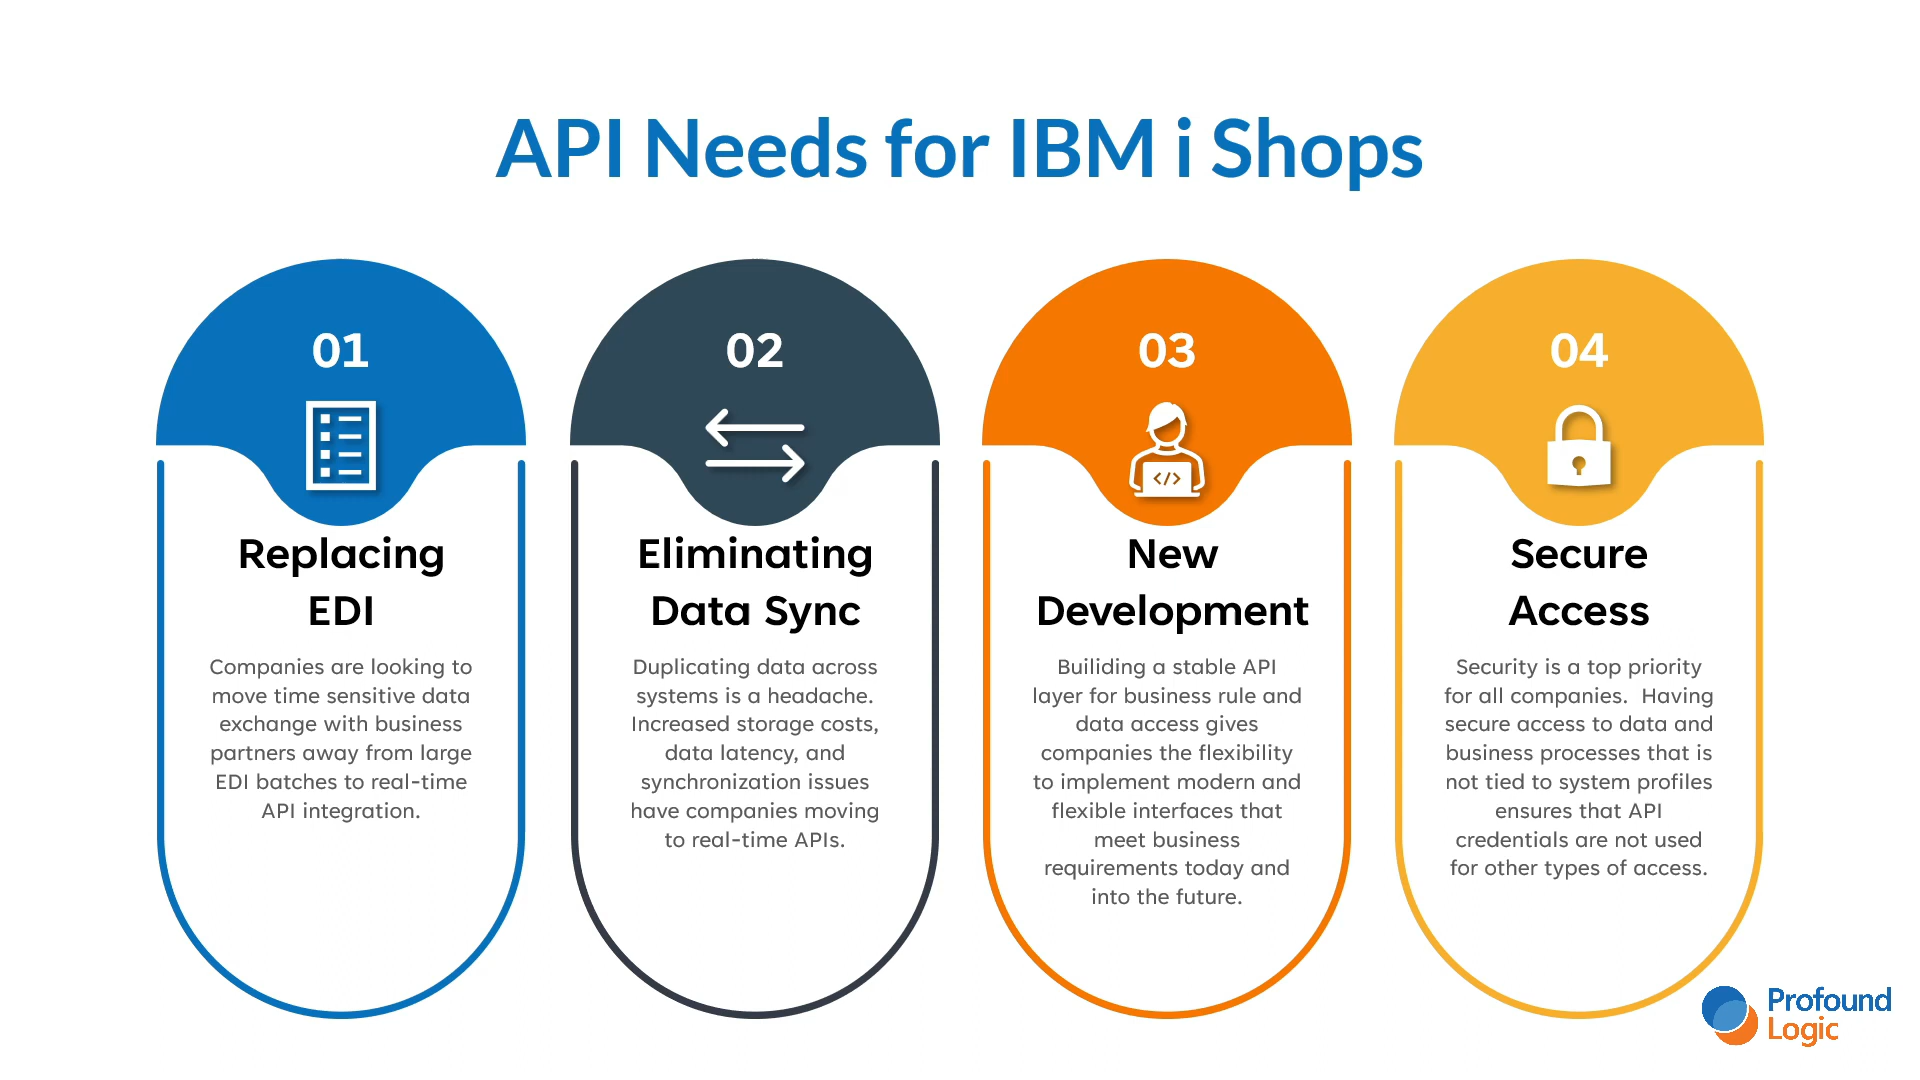 API Needs for IBM i Shops
01
Replacing
EDI
Companies are looking to
move time sensitive data
exchange with business
partners away from large
EDI batches to real-time
API integration.
02
Eliminating
Data Sync
Duplicating data across
systems is a headache.
Increased storage costs,
data latency, and
synchronization issues
have companies moving
to real-time APIs.
03
</>
New
Development
Builiding a stable API
layer for business rule and
data access gives
companies the flexibility
to implement modern and
flexible interfaces that
meet business
requirements today and
into the future.
04
Secure
Access
Security is a top priority
for all companies.  Having
secure access to data and
business processes that is
not tied to system profiles
ensures that API
credentials are not used
for other types of access.
Profound
Logic